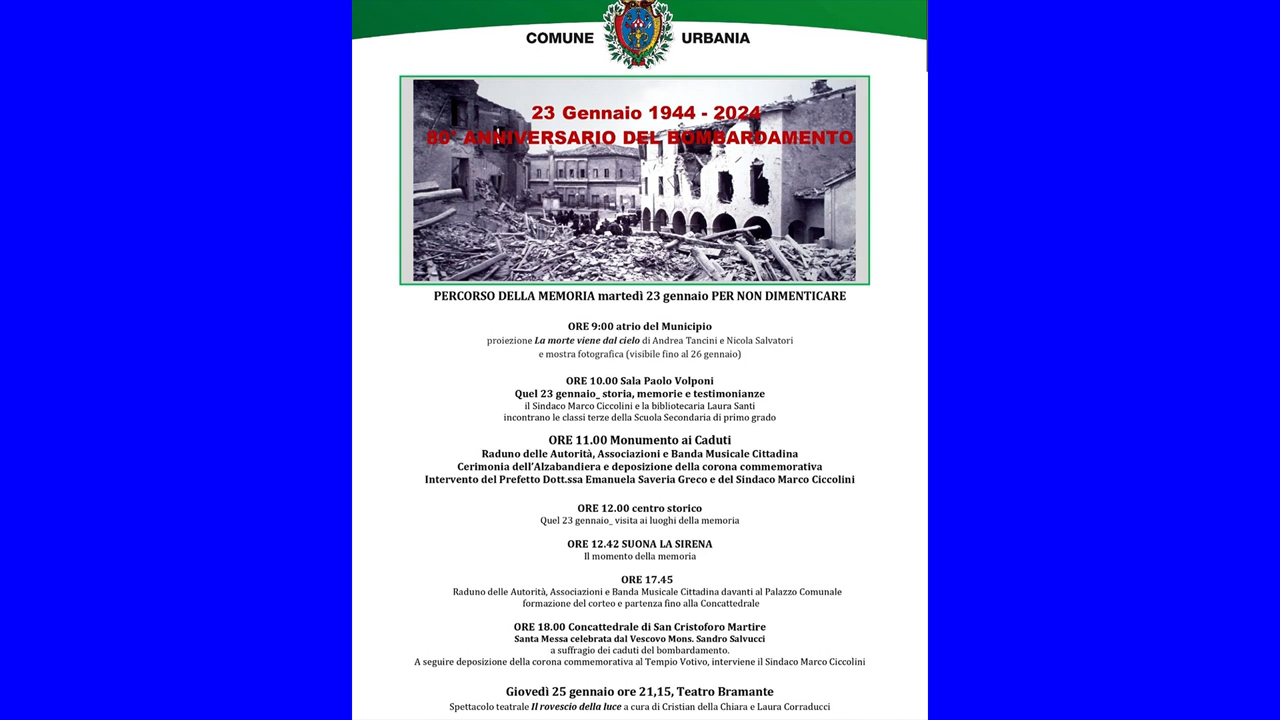 COMUNE URBANIA
23 Gennaio 1944 - 2024
80° ANNIVERSARIO DEL BOMBARDAMENTO
PERCORSO DELLA MEMORIA martedì 23 gennaio PER NON DIMENTICARE
ORE 9:00 atrio del Municipio
proiezione La morte viene dal cielo di Andrea Tancini e Nicola Salvatori
e mostra fotografica (visibile fino al 26 gennaio)
ORE 10.00 Sala Paolo Volponi
Quel 23 gennaio_ storia, memorie e testimonianze
il Sindaco Marco Ciccolini e la bibliotecaria Laura Santi
incontrano le classi terze della Scuola Secondaria di primo grado
ORE 11.00 Monumento ai Caduti
Raduno delle Autorità, Associazioni e Banda Musicale Cittadina
Cerimonia dell'Alzabandiera e deposizione della corona commemorativa
Intervento del Prefetto Dott.ssa Emanuela Saveria Greco e del Sindaco Marco Ciccolini
ORE 12.00 centro storico
Quel 23 gennaio_ visita ai luoghi della memoria
ORE 12.42 SUONA LA SIRENA
Il momento della memoria
ORE 17.45
Raduno delle Autorità, Associazioni e Banda Musicale Cittadina davanti al Palazzo Comunale
formazione del corteo e partenza fino alla Concattedrale
ORE 18.00 Concattedrale di San Cristoforo Martire
Santa Messa celebrata dal Vescovo Mons. Sandro Salvucci
a suffragio dei caduti del bombardamento.
A seguire deposizione della corona commemorativa al Tempio Votivo, interviene il Sindaco Marco Ciccolini
Giovedì 25 gennaio ore 21,15, Teatro Bramante
Spettacolo teatrale Il rovescio della luce a cura di Cristian della Chiara e Laura Corraducci